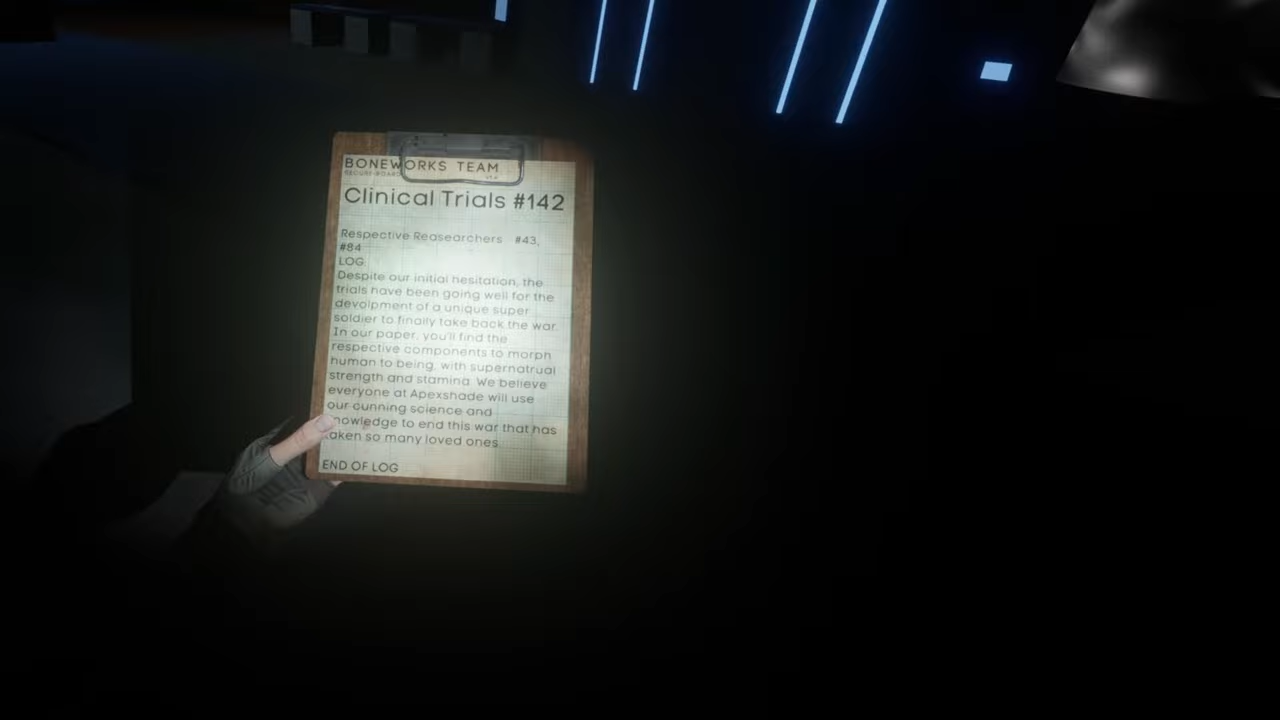 BONEWORKS TEAM
SECURE-BOARD
Clinical Trials #142
Respective Reasearchers #43,
#84
LOG:
Despite our initial hesitation, the
trials have been going well for the
devolpment of a unique super
soldier to finally take back the war.
In our paper, you'll find the
respective components to morph
human to being, with supernatrual
strength and stamina. We believe
everyone at Apexshade will use
our cunning science and
knowledge to end this war that has
taken so many loved ones
END OF LOG